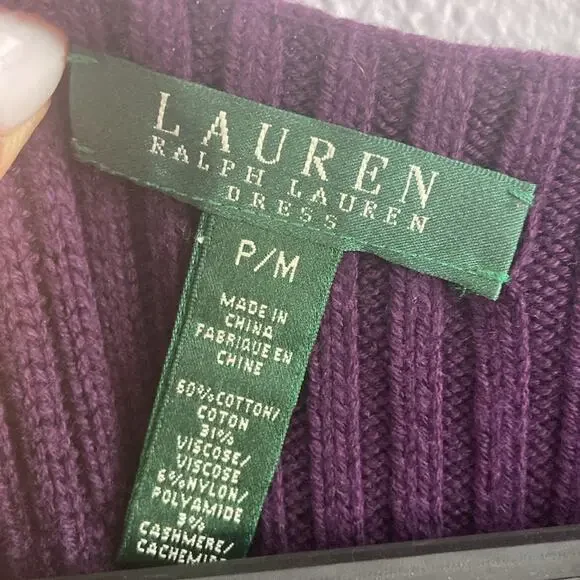 LAUREN
RALPH LAUREN
DRESS
P/M
MADE IN
CHINA
FABRIQUE EN
CHINE
60% COTTON/
COTON
31%
VISCOSE/
VISCOSE
6% NYLON/
POLYAMIDE
3%
CASHMERE/
CACHEMIRE/